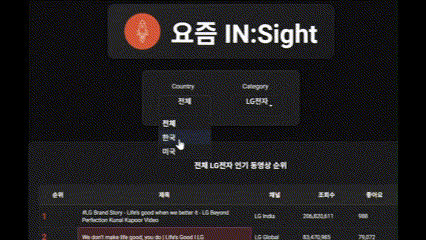 요즘 IN:Sight
Country Category
전체 LG전자
전체
한국
미국
전체 LG전자 인기 동영상 순위
순위 제목 채널 조회수 좋아요
1 #LG Brand Story - Life's good when we better it - LG Beyond Perfection Kunal Kapoor Video LG India 206,820,611 988
2 We don't make life good, you do | Life's Good I LG LG Global 83,470,985 79,072